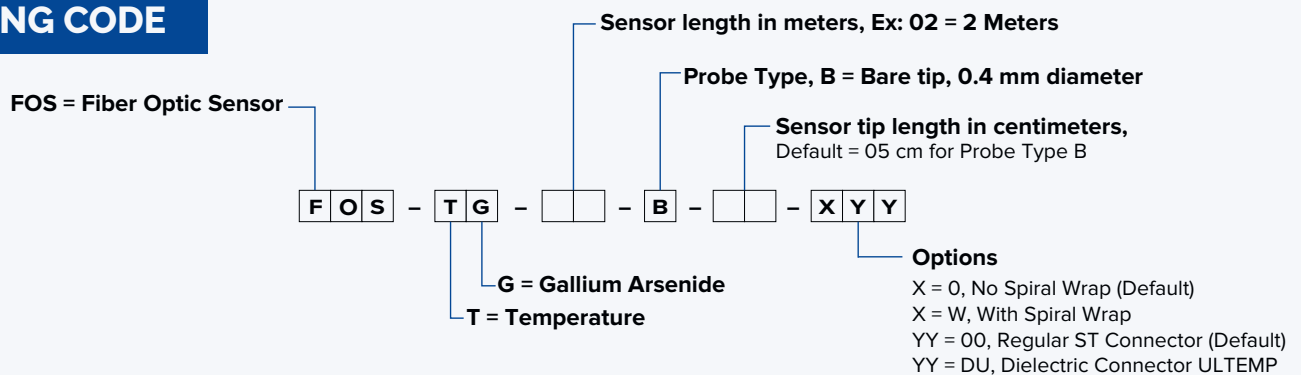 NG CODE
Sensor length in meters, Ex: 02 = 2 Meters
Probe Type, B = Bare tip, 0.4 mm diameter
FOS = Fiber Optic Sensor
Sensor tip length in centimeters,
Default = 05 cm for Probe Type B
F O S – T G – – B – – X Y Y
Options
G = Gallium Arsenide
X = 0, No Spiral Wrap (Default)
T = Temperature
X = W, With Spiral Wrap
YY = 00, Regular ST Connector (Default)
YY = DU, Dielectric Connector ULTEMP